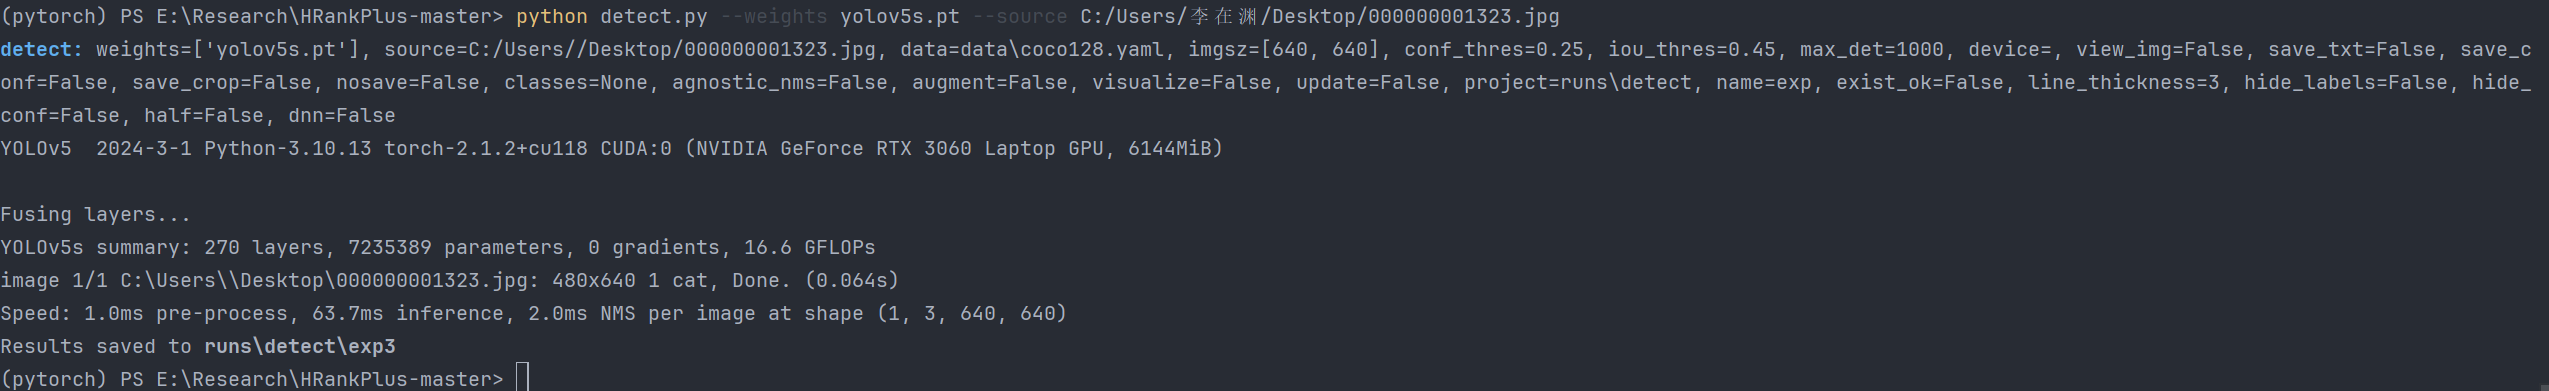 (pytorch) PS E:\Research\HRankPlus-master> python detect.py --weights yolov5s.pt --source C:/Users/李在渊/Desktop/000000001323.jpg
detect: weights=['yolov5s.pt'], source=C:/Users//Desktop/000000001323.jpg, data=data\coco128.yaml, imgsz=[640, 640], conf_thres=0.25, iou_thres=0.45, max_det=1000, device=, view_img=False, save_txt=False, save_c
onf=False, save_crop=False, nosave=False, classes=None, agnostic_nms=False, augment=False, visualize=False, update=False, project=runs\detect, name=exp, exist_ok=False, line_thickness=3, hide_labels=False, hide_
conf=False, half=False, dnn=False
YOLOv5  2024-3-1 Python-3.10.13 torch-2.1.2+cu118 CUDA:0 (NVIDIA GeForce RTX 3060 Laptop GPU, 6144MiB)
Fusing layers...
YOLOv5s summary: 270 layers, 7235389 parameters, 0 gradients, 16.6 GFLOPs
image 1/1 C:\Users\\Desktop\000000001323.jpg: 480x640 1 cat, Done. (0.064s)
Speed: 1.0ms pre-process, 63.7ms inference, 2.0ms NMS per image at shape (1, 3, 640, 640)
Results saved to runs\detect\exp3
(pytorch) PS E:\Research\HRankPlus-master>